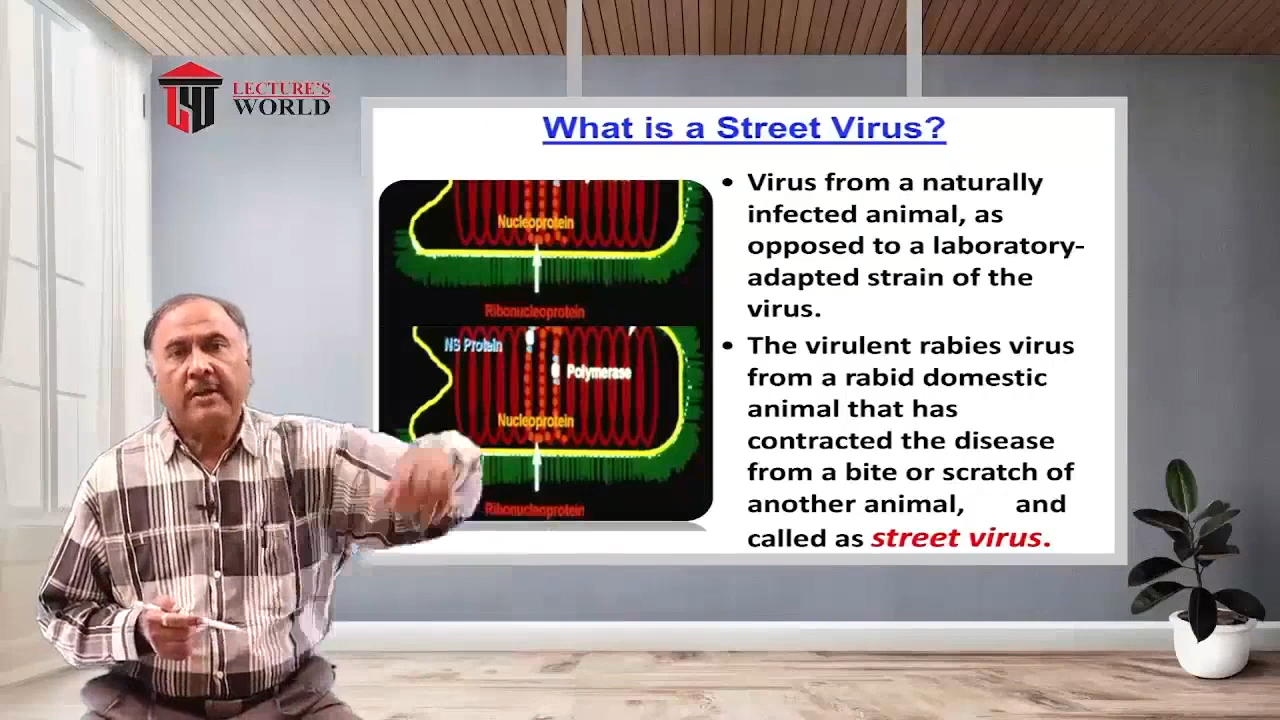 LECTURE'S
WORLD
What is a Street Virus?
Nucleoprotein
Ribonucleoprotein
NS Protein
Polymerase
Nucleoprotein
Ribonucleoprotein
• Virus from a naturally
infected animal, as
opposed to a laboratory-
adapted strain of the
virus.
• The virulent rabies virus
from a rabid domestic
animal that has
contracted the disease
from a bite or scratch of
another animal, and
called as street virus.